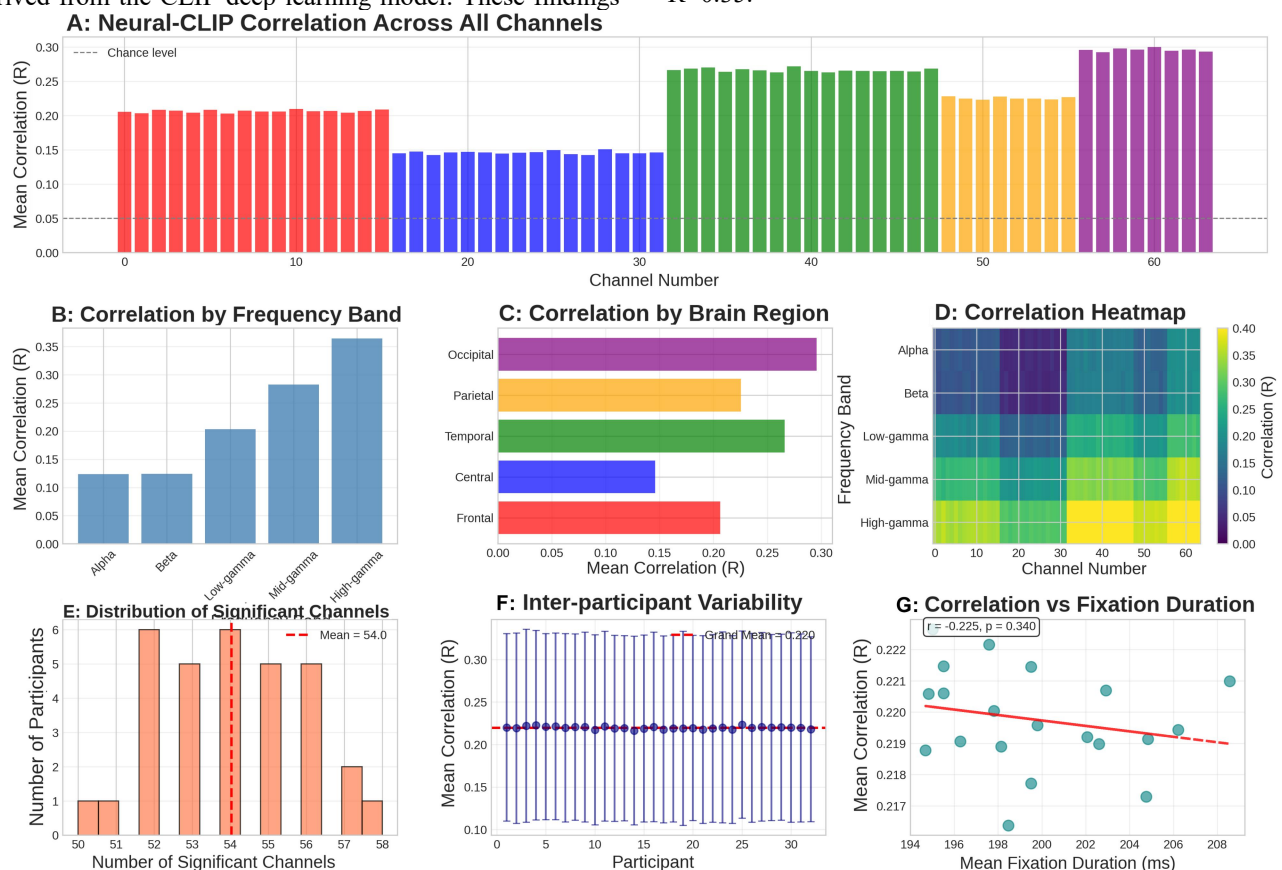 rived from the CLIP deep learning model. These findings
A: Neural-CLIP Correlation Across All Channels
Mean Correlation (R)
0.30
0.25
0.20
0.15
0.10
0.05
0.00
Chance level
0 10 20 30 40 50 60
Channel Number
B: Correlation by Frequency Band
Mean Correlation (R)
0.35
0.30
0.25
0.20
0.15
0.10
0.05
0.00
Alpha
Beta
Low-gamma
Mid-gamma
High-gamma
C: Correlation by Brain Region
Occipital
Parietal
Temporal
Central
Frontal
0.00 0.05 0.10 0.15 0.20 0.25 0.30
Mean Correlation (R)
D: Correlation Heatmap
Frequency Band
Alpha
Beta
Low-gamma
Mid-gamma
High-gamma
0 10 20 30 40 50 60
Channel Number
0.40
0.35
0.30
0.25
0.20
0.15
0.10
0.05
0.00
Correlation (R)
E: Distribution of Significant Channels
Number of Participants
6
5
4
3
2
1
0
Mean = 54.0
50 51 52 53 54 55 56 57 58
Number of Significant Channels
F: Inter-participant Variability
Mean Correlation (R)
0.30
0.25
0.20
0.15
0.10
Grand Mean = 0.220
0 5 10 15 20 25 30
Participant
G: Correlation vs Fixation Duration
Mean Correlation (R)
r = -0.225, p = 0.340
0.222
0.221
0.220
0.219
0.218
0.217
194 196 198 200 202 204 206 208
Mean Fixation Duration (ms)